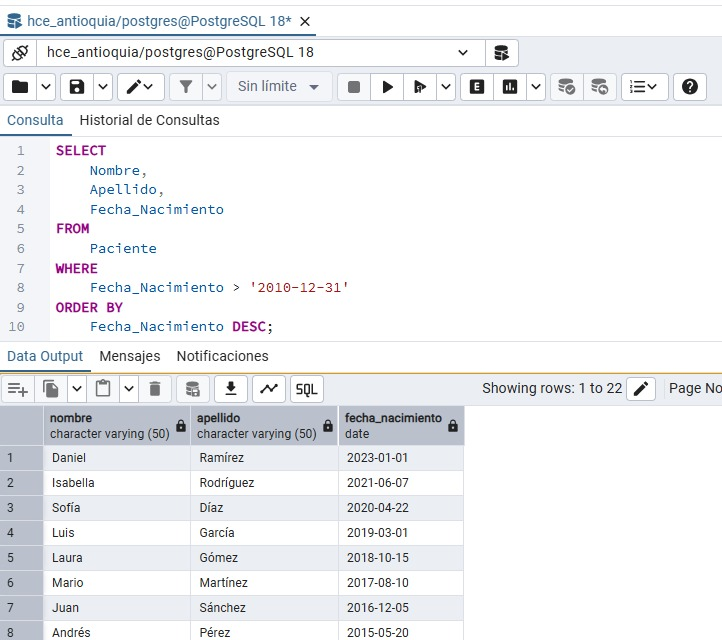 hce_antioquia/postgres@PostgreSQL 18*
hce_antioquia/postgres@PostgreSQL 18
Sin límite
E
Consulta Historial de Consultas
1 SELECT
2 Nombre,
3 Apellido,
4 Fecha_Nacimiento
5 FROM
6 Paciente
7 WHERE
8 Fecha_Nacimiento > '2010-12-31'
9 ORDER BY
10 Fecha_Nacimiento DESC;
Data Output Mensajes Notificaciones
SQL Showing rows: 1 to 22 Page No
nombre apellido fecha_nacimiento
character varying (50) character varying (50) date
1 Daniel Ramírez 2023-01-01
2 Isabella Rodríguez 2021-06-07
3 Sofía Díaz 2020-04-22
4 Luis García 2019-03-01
5 Laura Gómez 2018-10-15
6 Mario Martínez 2017-08-10
7 Juan Sánchez 2016-12-05
8 Andrés Pérez 2015-05-20